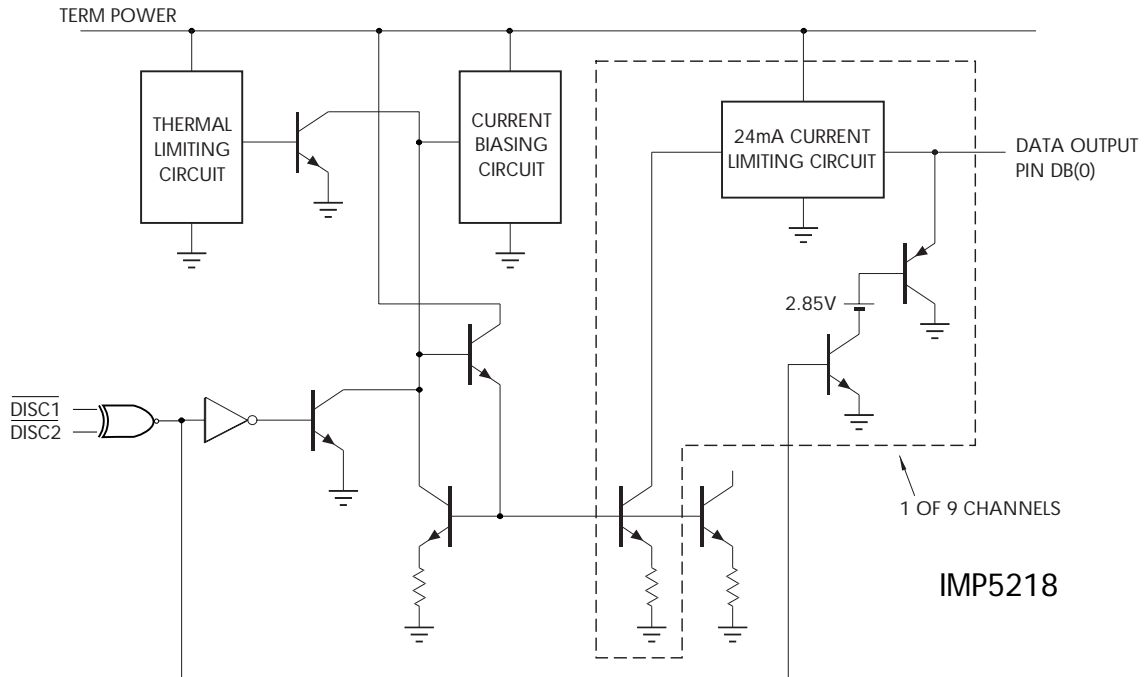 TERM POWER
THERMAL
LIMITING
CIRCUIT
CURRENT
BIASING
CIRCUIT
24mA CURRENT
LIMITING CIRCUIT
DATA OUTPUT
PIN DB(0)
2.85V
DISC1
DISC2
1 OF 9 CHANNELS
IMP5218